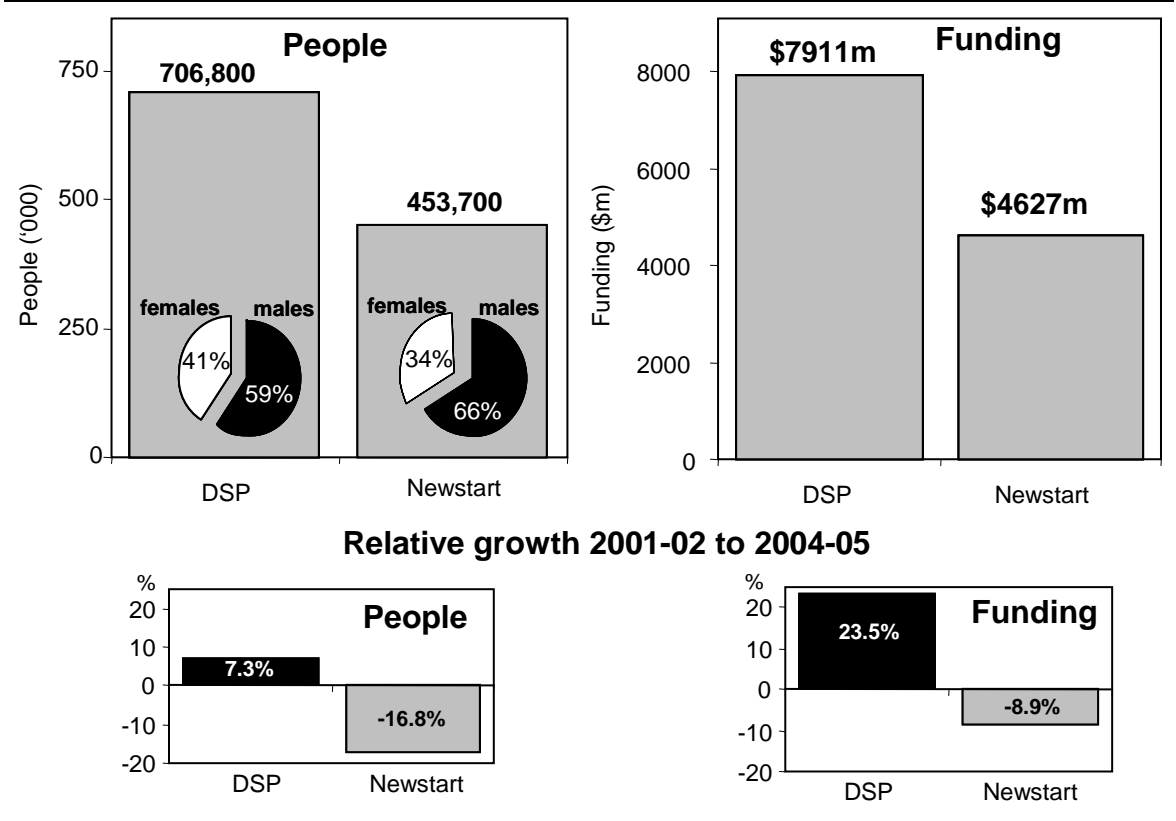 People
706,800
453,700
750
500
250
0
People (‘000)
females males
41%
59%
females males
34%
66%
DSP
Newstart
Funding
$7911m
$4627m
8000
6000
4000
2000
0
Funding ($m)
DSP
Newstart
Relative growth 2001-02 to 2004-05
%
People
20
10
0
-10
-20
7.3%
-16.8%
DSP
Newstart
%
Funding
20
10
0
-10
-20
23.5%
-8.9%
DSP
Newstart